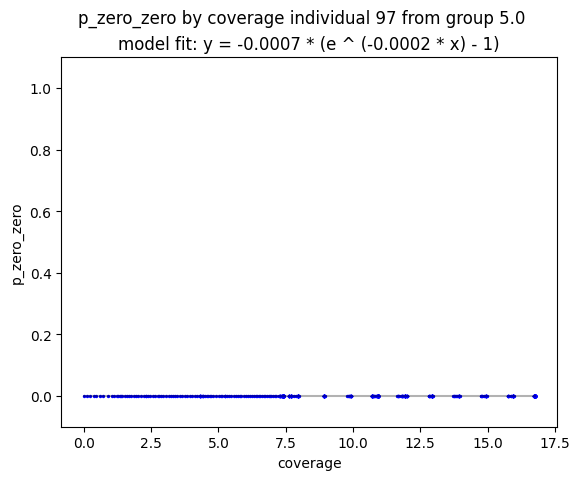 p_zero_zero by coverage individual 97 from group 5.0
model fit: y = -0.0007 * (e ^ (-0.0002 * x) - 1)
1.0
0.8
0.6
0.4
0.2
0.0
p_zero_zero
0.0 2.5 5.0 7.5 10.0 12.5 15.0 17.5
coverage